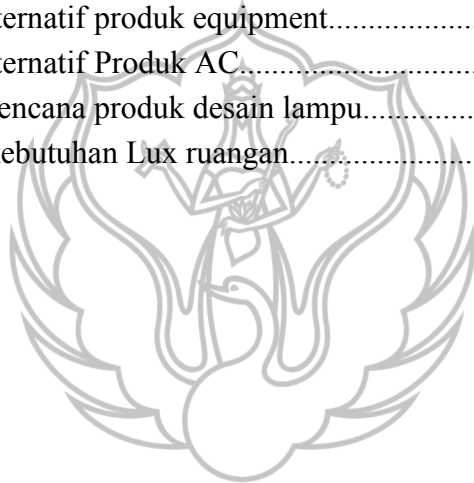 ternatif produk equipment....................
ternatif Produk AC................................
encana produk desain lampu...............
ebutuhan Lux ruangan.........................